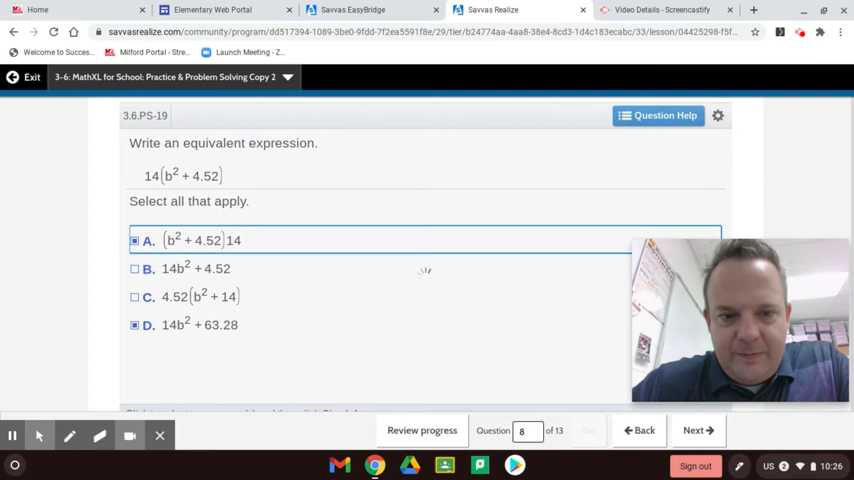 Home
Elementary Web Portal
Savvas EasyBridge
Savvas Realize
Video Details - Screencastify
savvasrealize.com/community/program/dd517394-1089-3be0-9fdd-7f2ea5591f8e/29/tier/b24774aa-4aa8-38e4-8cd3-1d4c183ecabc/33/lesson/04425298-f5f...
Welcome to Succes...
Milford Portal - Stre...
Launch Meeting - Z...
Exit
3-6: MathXL for School: Practice & Problem Solving Copy 2
3.6.PS-19
Question Help
Write an equivalent expression.
14(b² + 4.52)
Select all that apply.
A. (b² + 4.52)14
B. 14b² + 4.52
C. 4.52(b² + 14)
D. 14b² + 63.28
Review progress
Question 8 of 13
Go
Back
Next
Sign out
US 2 10:26